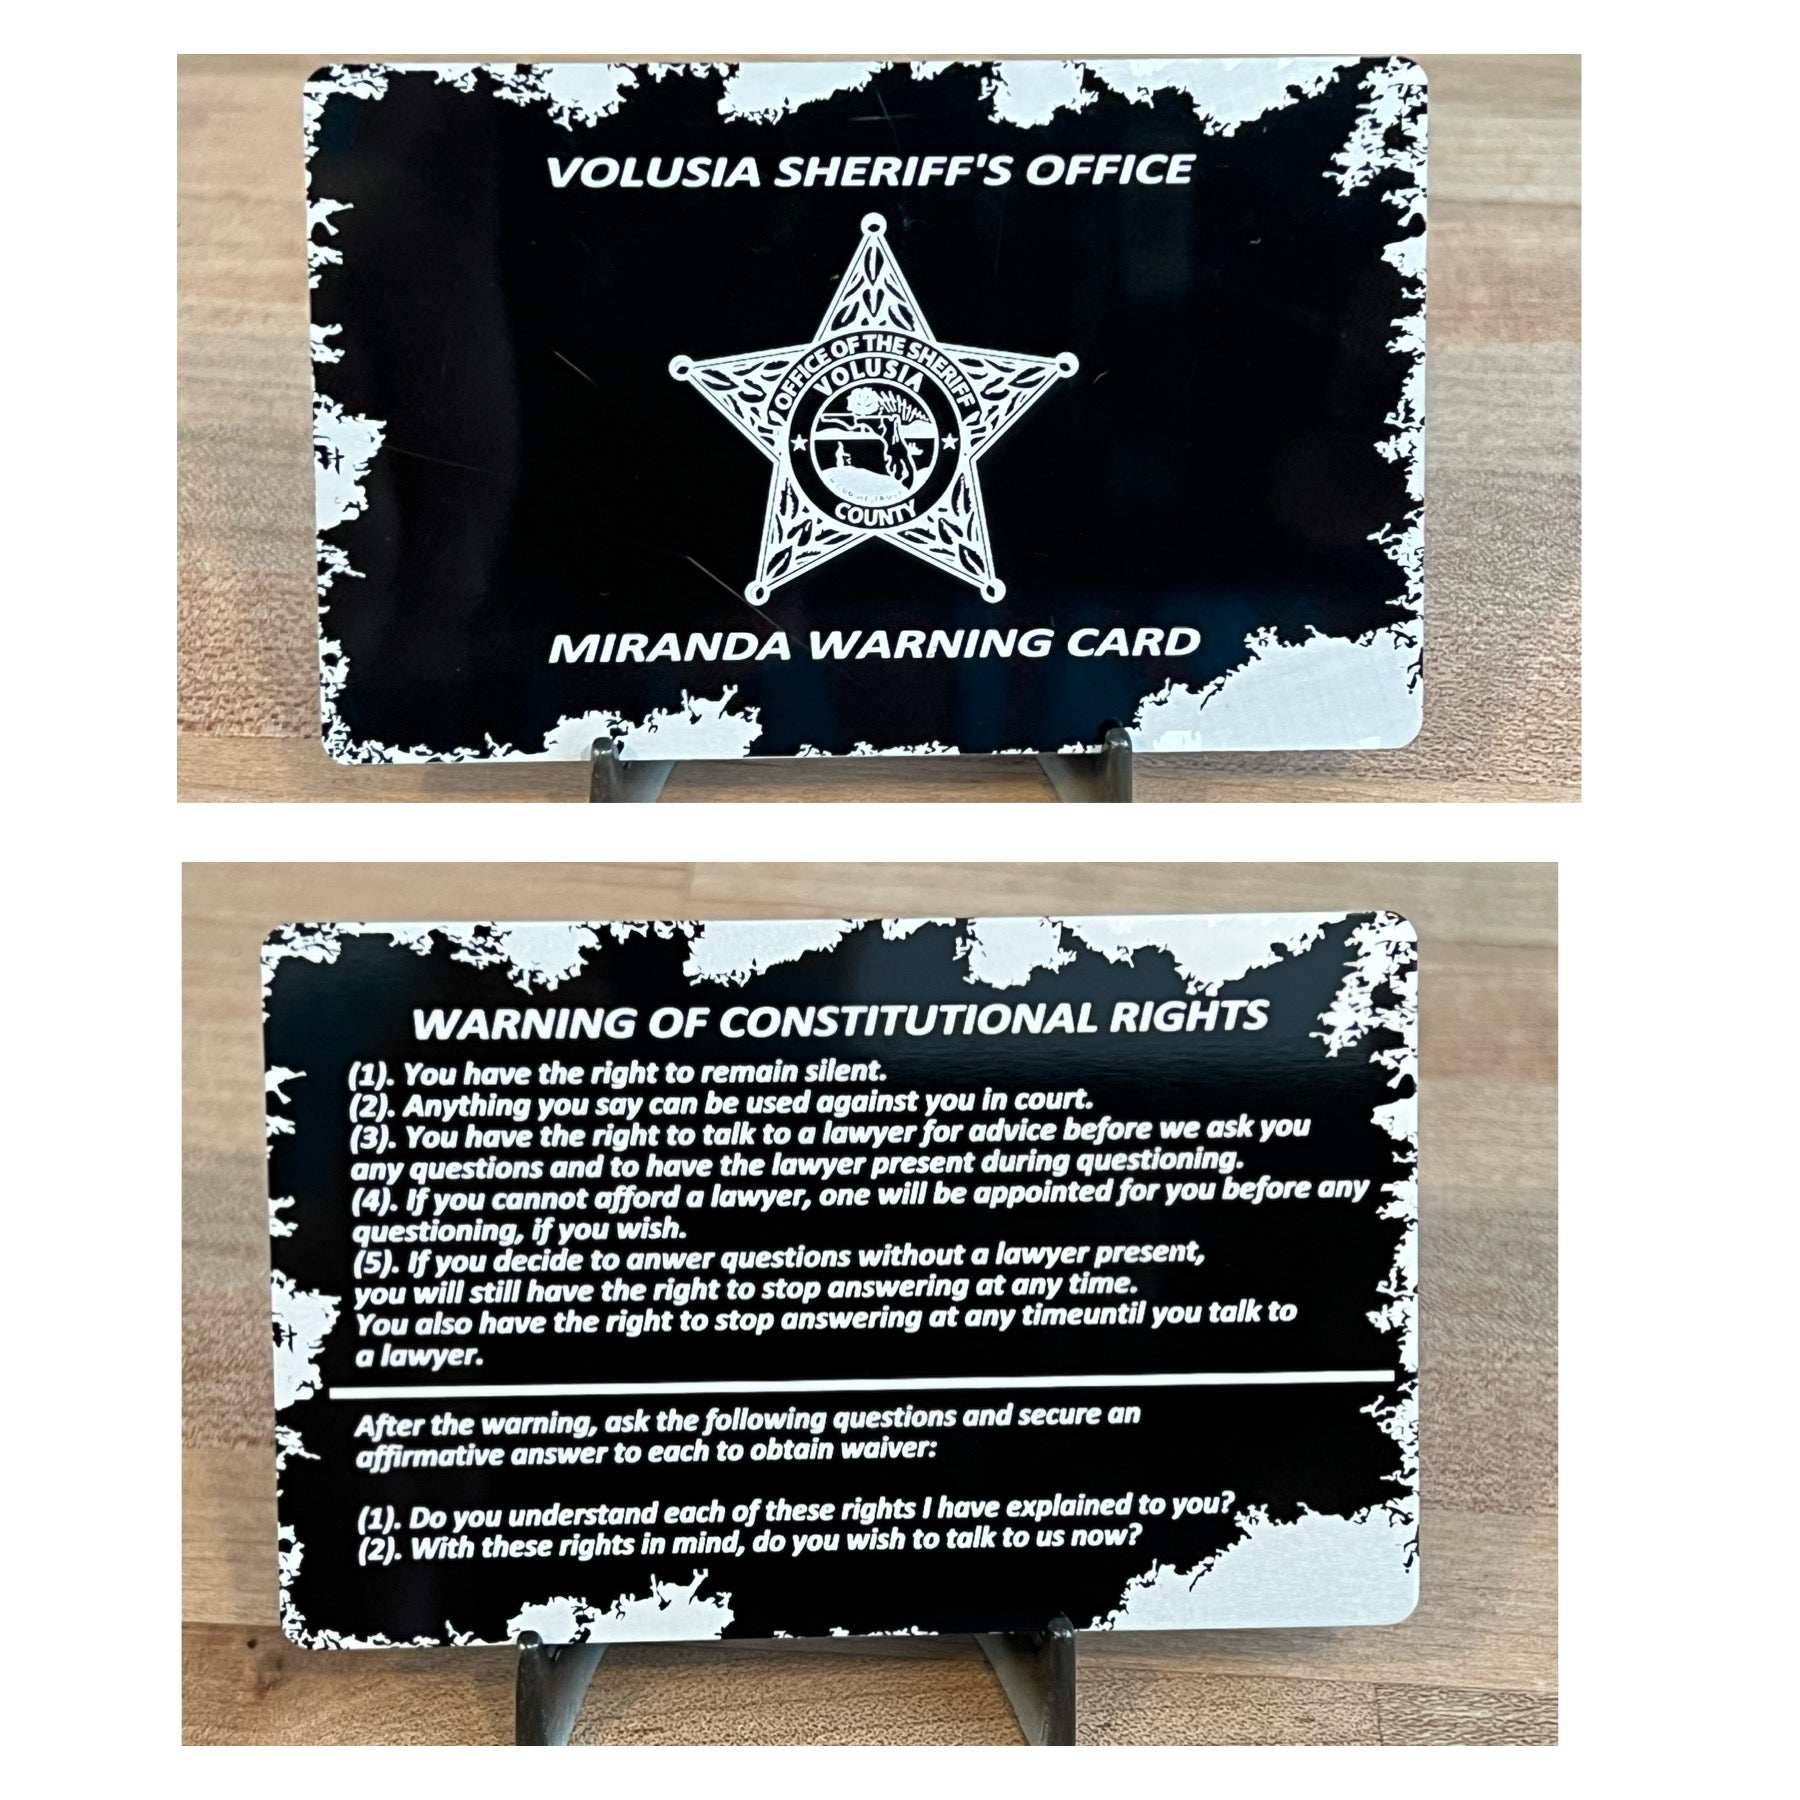 VOLUSIA SHERIFF'S OFFICE
OFFICE OF THE SHERIFF
VOLUSIA
COUNTY
MIRANDA WARNING CARD
WARNING OF CONSTITUTIONAL RIGHTS
(1). You have the right to remain silent.
(2). Anything you say can be used against you in court.
(3). You have the right to talk to a lawyer for advice before we ask you
any questions and to have the lawyer present during questioning.
(4). If you cannot afford a lawyer, one will be appointed for you before any
questioning, if you wish.
(5). If you decide to anwer questions without a lawyer present,
you will still have the right to stop answering at any time.
You also have the right to stop answering at any timeuntil you talk to
a lawyer.
After the warning, ask the following questions and secure an
affirmative answer to each to obtain waiver:
(1). Do you understand each of these rights I have explained to you?
(2). With these rights in mind, do you wish to talk to us now?